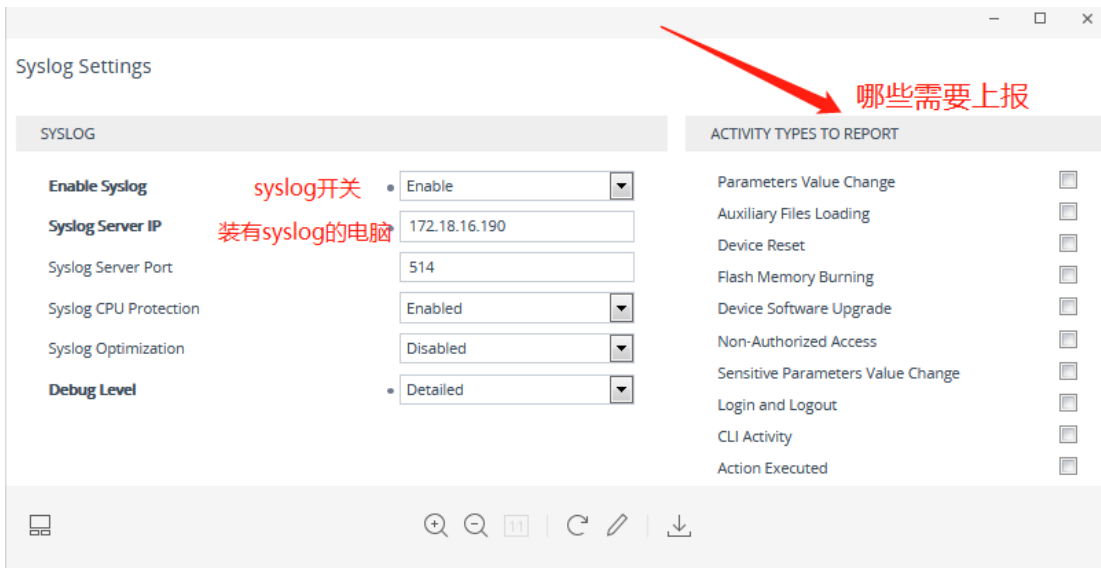 Syslog Settings
哪些需要上报
SYSLOG
ACTIVITY TYPES TO REPORT
Enable Syslog
syslog开关
Enable
Syslog Server IP
装有syslog的电脑
172.18.16.190
Syslog Server Port
514
Syslog CPU Protection
Enabled
Syslog Optimization
Disabled
Debug Level
Detailed
Parameters Value Change
Auxiliary Files Loading
Device Reset
Flash Memory Burning
Device Software Upgrade
Non-Authorized Access
Sensitive Parameters Value Change
Login and Logout
CLI Activity
Action Executed
1:1